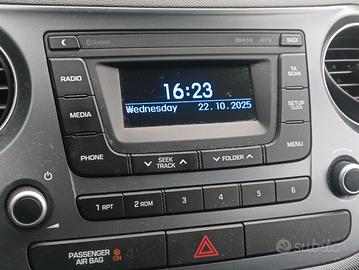 Bluetooth
BACK
RADIO
16:23
TA
SCAN
Wednesday 22.10.2025
MEDIA
SETUP
CLOCK
PHONE
SEEK
TRACK
FOLDER
MENU
1 RPT
2 RDM
3
4
5
6
PASSENGER
AIR BAG
ON
subito